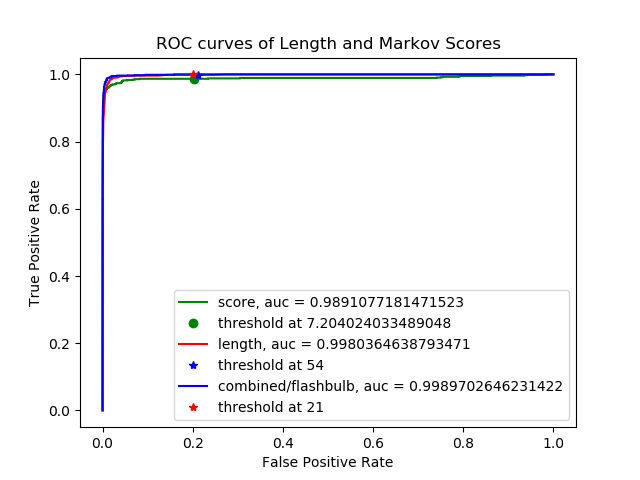 ROC curves of Length and Markov Scores
1.0
0.8
0.6
0.4
0.2
0.0
True Positive Rate
score, auc = 0.9891077181471523
threshold at 7.204024033489048
length, auc = 0.9980364638793471
threshold at 54
combined/flashbulb, auc = 0.9989702646231422
threshold at 21
0.0 0.2 0.4 0.6 0.8 1.0
False Positive Rate